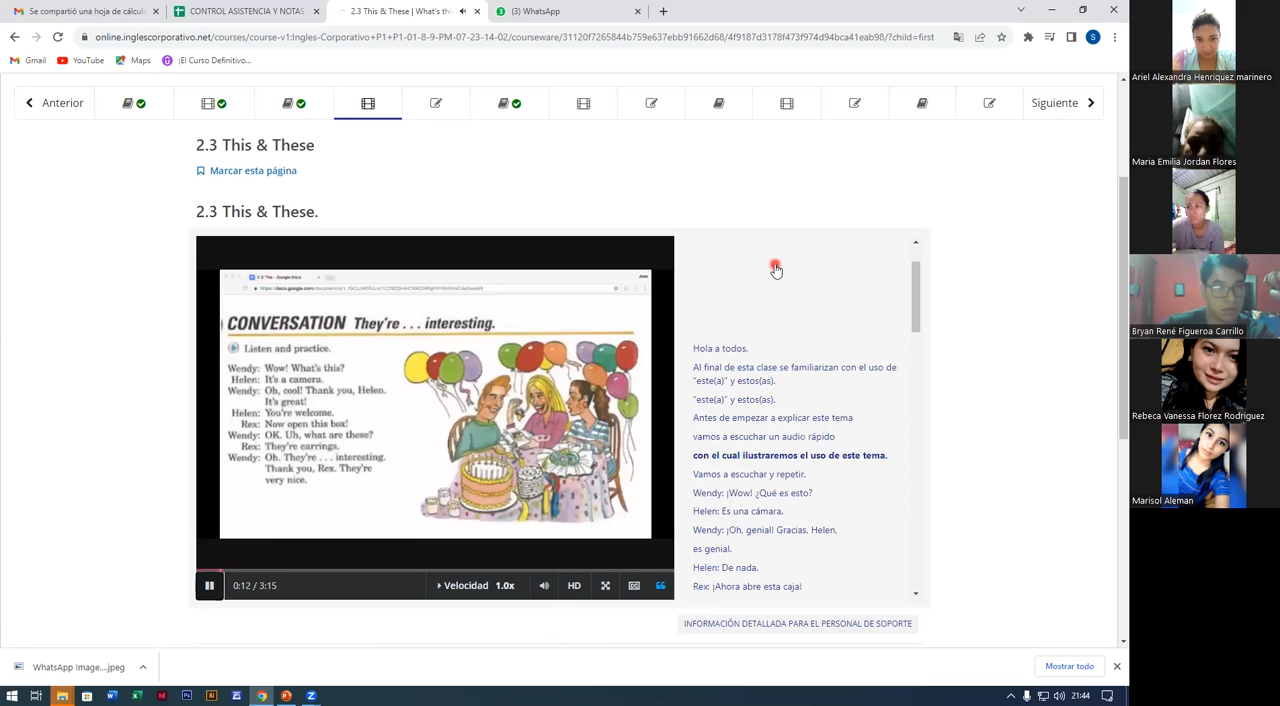 Se compartió una hoja de cálcul
CONTROL ASISTENCIA Y NOTAS
2.3 This & These | What's thi
(3) WhatsApp
online.inglescorporativo.net/courses/course-v1:Ingles-Corporativo+P1+P1-01-8-9-PM-07-23-14-02/courseware/31120f7265844b759e637ebb91662d68/4f9187d3178f473f974d94bca41eab98/?child=first
S
Gmail
YouTube
Maps
¡El Curso Definitivo...
Anterior
Siguiente
2.3 This & These
Marcar esta página
2.3 This & These.
2.3 This - Google Docs
CONVERSATION They're . . . interesting.
Listen and practice.
Wendy: Wow! What's this?
Helen: It's a camera.
Wendy: Oh, cool! Thank you, Helen.
It's great!
Helen: You're welcome.
Rex: Now open this box!
Wendy: OK. Uh, what are these?
Rex: They're earrings.
Wendy: Oh. They're . . . interesting.
Thank you, Rex. They're
very nice.
Hola a todos,
Al final de esta clase se familiarizan con el uso de
"este(a)" y estos(as).
"este(a)" y estos(as).
Antes de empezar a explicar este tema
vamos a escuchar un audio rápido
con el cual ilustraremos el uso de este tema.
Vamos a escuchar y repetir.
Wendy: ¡Wow! ¿Qué es esto?
Helen: Es una cámara.
Wendy: ¡Oh, genial! Gracias, Helen,
es genial.
Helen: De nada.
Rex: ¡Ahora abre esta caja!
0:12 / 3:15
Velocidad 1.0x
HD
INFORMACIÓN DETALLADA PARA EL PERSONAL DE SOPORTE
WhatsApp Image....jpeg
Mostrar todo
21:44
Ariel Alexandra Henriquez marinero
Maria Emilia Jordan Flores
Bryan René Figueroa Carrillo
Rebeca Vanessa Florez Rodriguez
Marisol Aleman